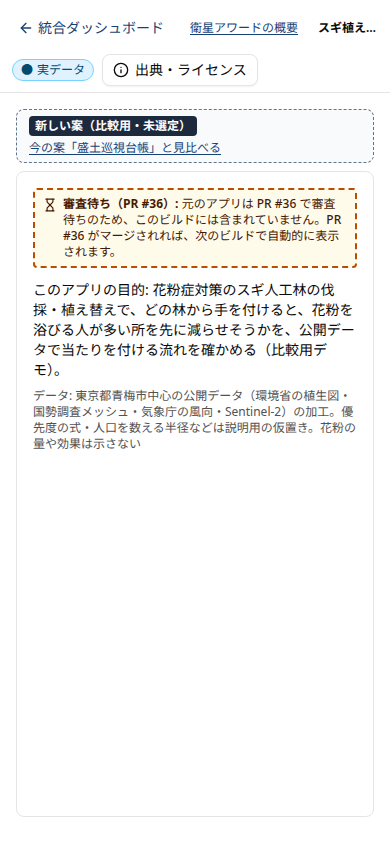 ← 統合ダッシュボード 衛星アワードの概要 スギ植え…
実データ 出典・ライセンス
新しい案（比較用・未選定）
今の案「盛土巡視台帳」と見比べる
審査待ち（PR #36）: 元のアプリは PR #36 で審査
待ちのため、このビルドには含まれていません。PR
#36 がマージされれば、次のビルドで自動的に表示
されます。
このアプリの目的: 花粉症対策のスギ人工林の伐
採・植え替えで、どの林から手を付けると、花粉を
浴びる人が多い所を先に減らせそうかを、公開デー
タで当たりを付ける流れを確かめる（比較用デ
モ）。
データ: 東京都青梅市中心の公開データ（環境省の植生図・
国勢調査メッシュ・気象庁の風向・Sentinel-2）の加工。優
先度の式・人口を数える半径などは説明用の仮置き。花粉の
量や効果は示さない